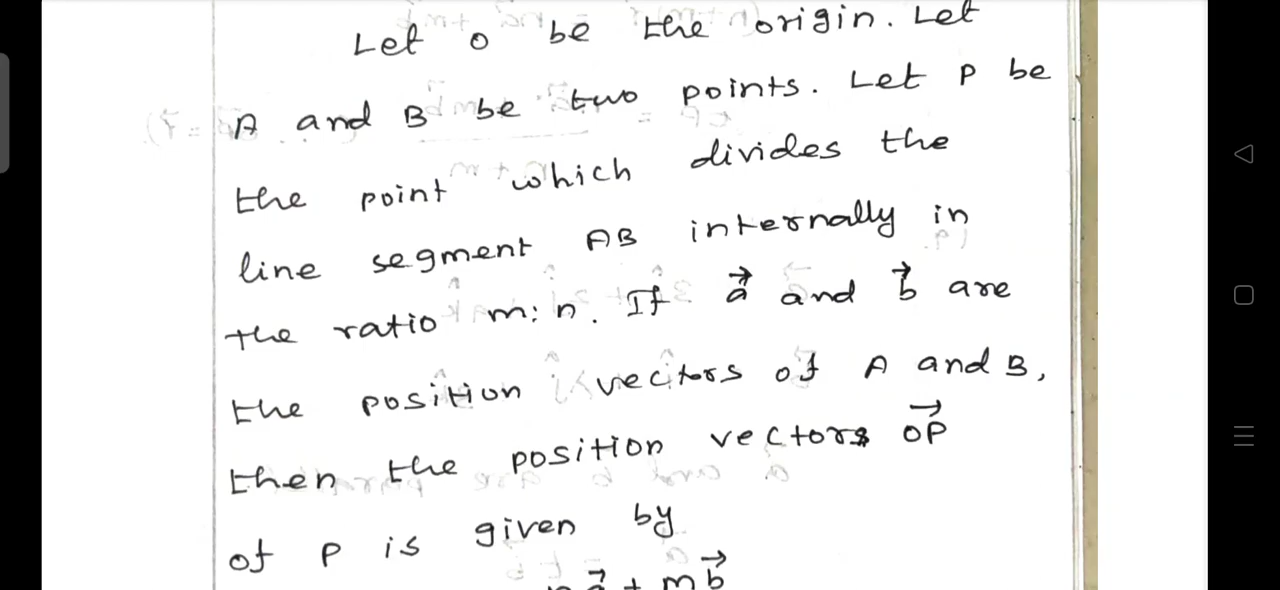 Let O be the origin. Let
A and B be two points. Let P be
the point which divides the
line segment AB internally in
the ratio m:n. If a⃗ and b⃗ are
the position vectors of A and B,
then the position vectors OP⃗
of P is given by
n a⃗ + m b⃗